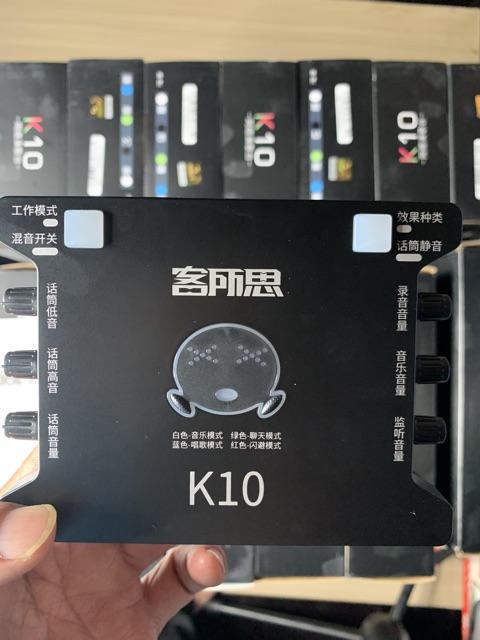 K10
K10
K10
工作模式
混音开关
效果种类
话筒静音
客所思
话筒低音
话筒高音
话筒音量
录音音量
音乐音量
监听音量
白色-音乐模式 绿色-聊天模式
蓝色-唱歌模式 红色-闪避模式
K10